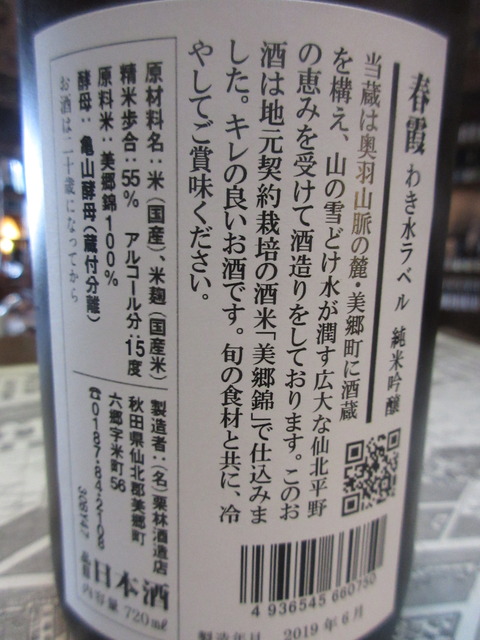 春霞 わき水ラベル 純米吟醸
当蔵は奥羽山脈の麓・美郷町に酒蔵
を構え、山の雪どけ水が潤す広大な仙北平野
の恵みを受けて酒造りをしております。このお
酒は地元契約栽培の酒米「美郷錦」で仕込みま
した。キレの良いお酒です。旬の食材と共に、冷
やしてご賞味ください。
原材料名:米(国産)、米麹(国産米)
精米歩合:55% アルコール分:15度
原料米:美郷錦100%
酵母:亀山酵母(蔵付分離)
お酒は二十歳になってから
製造者:(名)栗林酒造店
秋田県仙北郡美郷町
六郷字米町56
☎0187-84-2108
308147
品目 日本酒
内容量 720㎖
4 936545 660750
製造年月 2019年6月